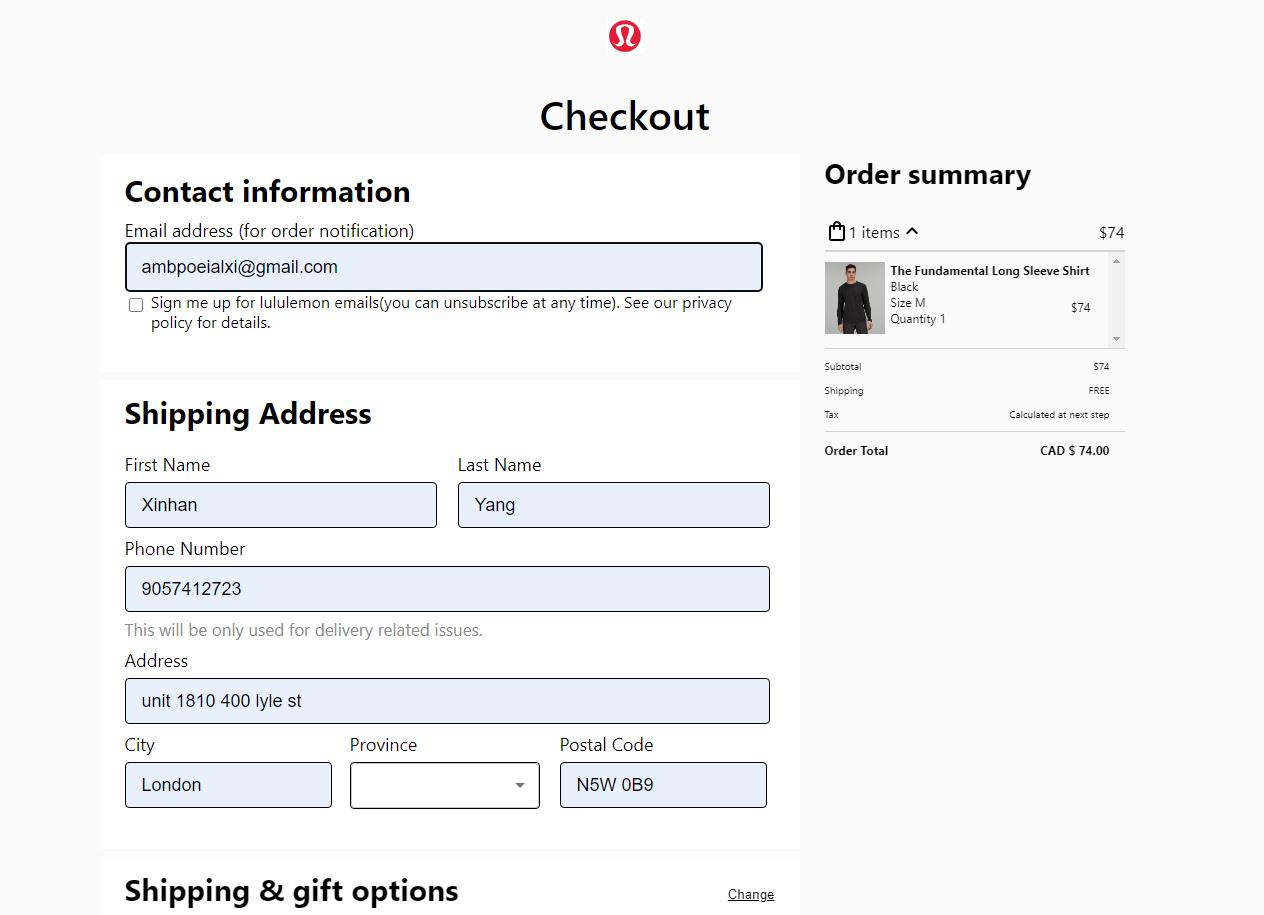 Checkout
Contact information
Email address (for order notification)
ambpoeialxi@gmail.com
Sign me up for lululemon emails(you can unsubscribe at any time). See our privacy
policy for details.
Shipping Address
First Name
Last Name
Xinhan
Yang
Phone Number
9057412723
This will be only used for delivery related issues.
Address
unit 1810 400 lyle st
City
Province
Postal Code
London
N5W 0B9
Shipping & gift options
Change
Order summary
1 items
$74
The Fundamental Long Sleeve Shirt
Black
Size M
Quantity 1
$74
Subtotal
$74
Shipping
FREE
Tax
Calculated at next step
Order Total
CAD $ 74.00